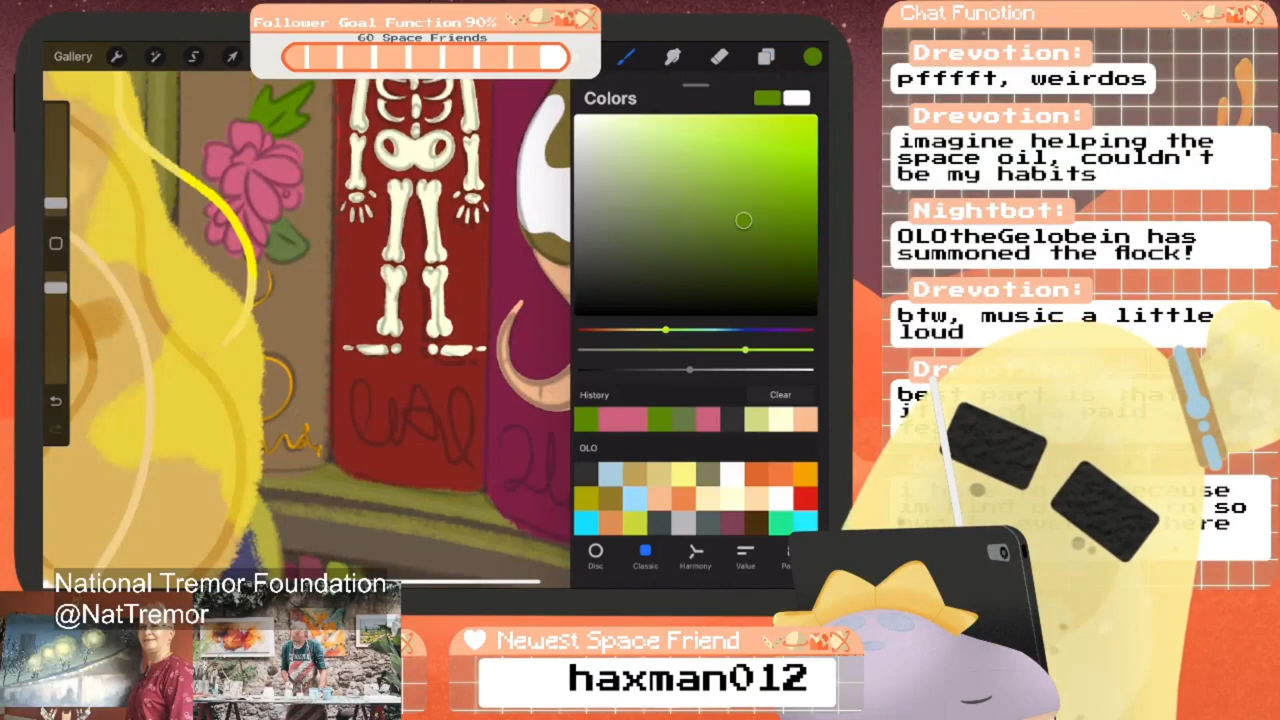 Follower Goal Function 90%
60 Space Friends
Gallery
Colors
History
Clear
OLO
Disc
Classic
Harmony
Value
National Tremor Foundation
@NatTremor
Newest Space Friend
haxman012
Chat Function
Drevotion:
pfffft, weirdos
Drevotion:
imagine helping the
space oil, couldn't
be my habits
Nightbot:
OLOtheGelobein has
summoned the flock!
Drevotion:
btw, music a little
loud